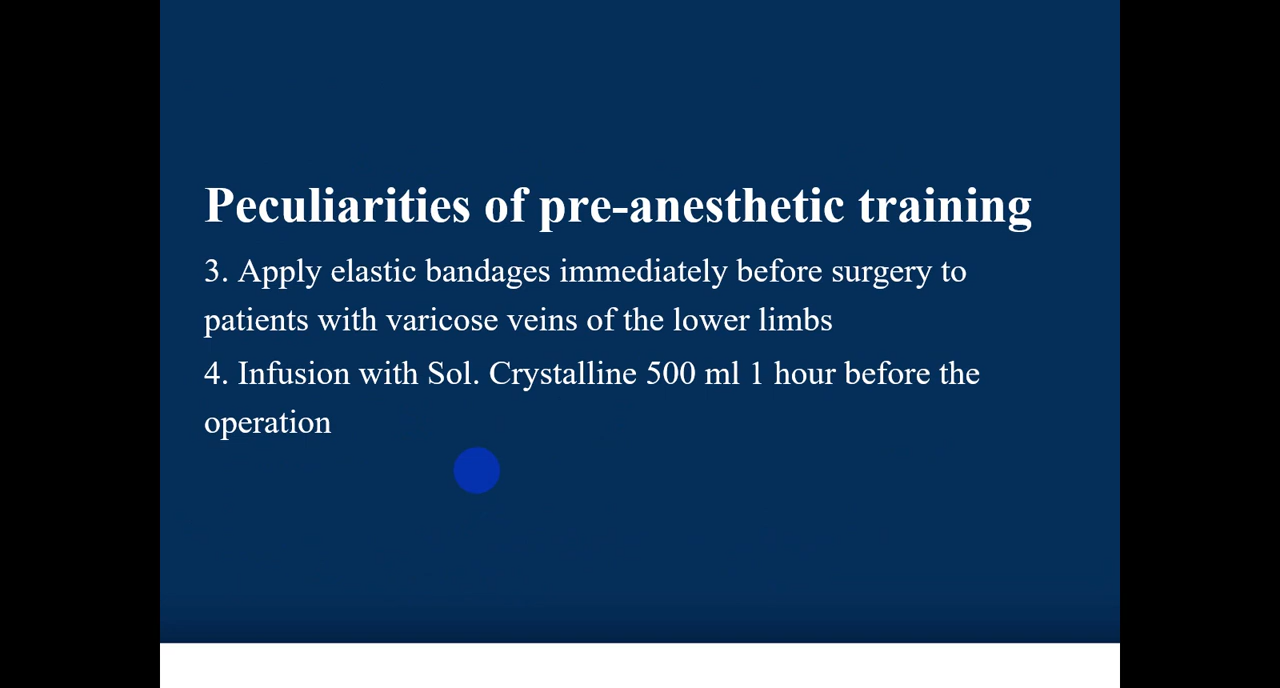 Peculiarities of pre-anesthetic training
3. Apply elastic bandages immediately before surgery to
patients with varicose veins of the lower limbs
4. Infusion with Sol. Crystalline 500 ml 1 hour before the
operation